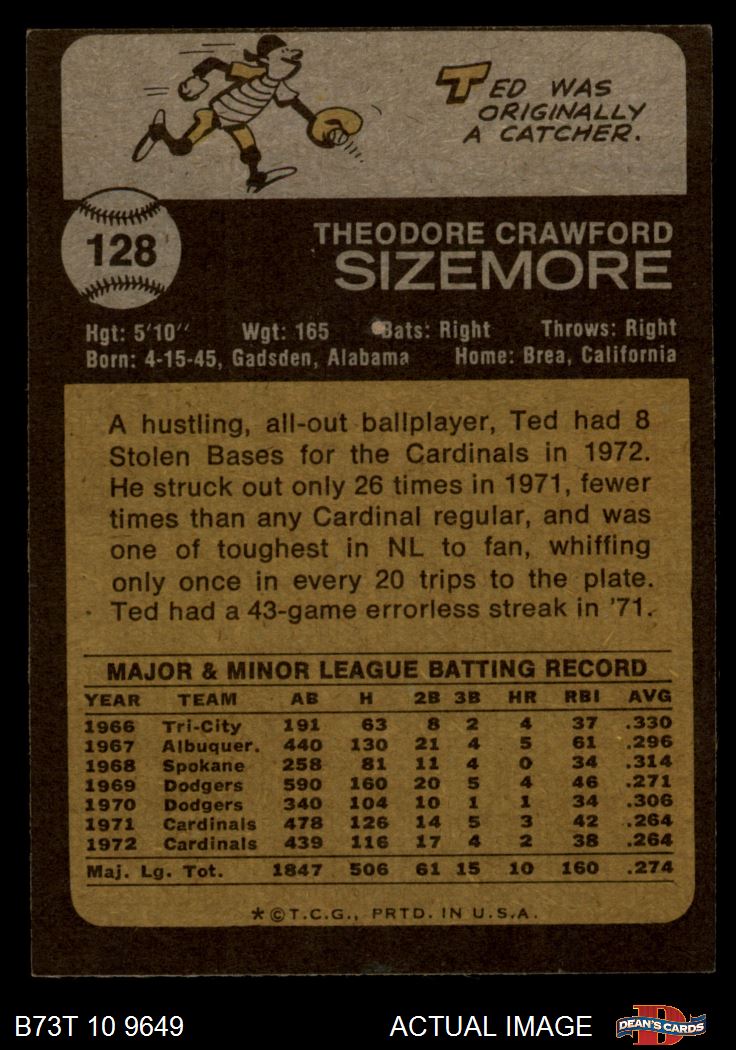 TED WAS
ORIGINALLY
A CATCHER.
128
THEODORE CRAWFORD
SIZEMORE
Hgt: 5'10" Wgt: 165 Bats: Right Throws: Right
Born: 4-15-45, Gadsden, Alabama Home: Brea, California
A hustling, all-out ballplayer, Ted had 8
Stolen Bases for the Cardinals in 1972.
He struck out only 26 times in 1971, fewer
times than any Cardinal regular, and was
one of toughest in NL to fan, whiffing
only once in every 20 trips to the plate.
Ted had a 43-game errorless streak in '71.
MAJOR & MINOR LEAGUE BATTING RECORD
YEAR TEAM AB H 2B 3B HR RBI AVG
1966 Tri-City 191 63 8 2 4 37 .330
1967 Albuquer. 440 130 21 4 5 61 .296
1968 Spokane 258 81 11 4 0 34 .314
1969 Dodgers 590 160 20 5 4 46 .271
1970 Dodgers 340 104 10 1 1 34 .306
1971 Cardinals 478 126 14 5 3 42 .264
1972 Cardinals 439 116 17 4 2 38 .264
Maj. Lg. Tot. 1847 506 61 15 10 160 .274
*©T.C.G., PRTD. IN U.S.A.
B73T 10 9649 ACTUAL IMAGE D DEAN'S CARDS